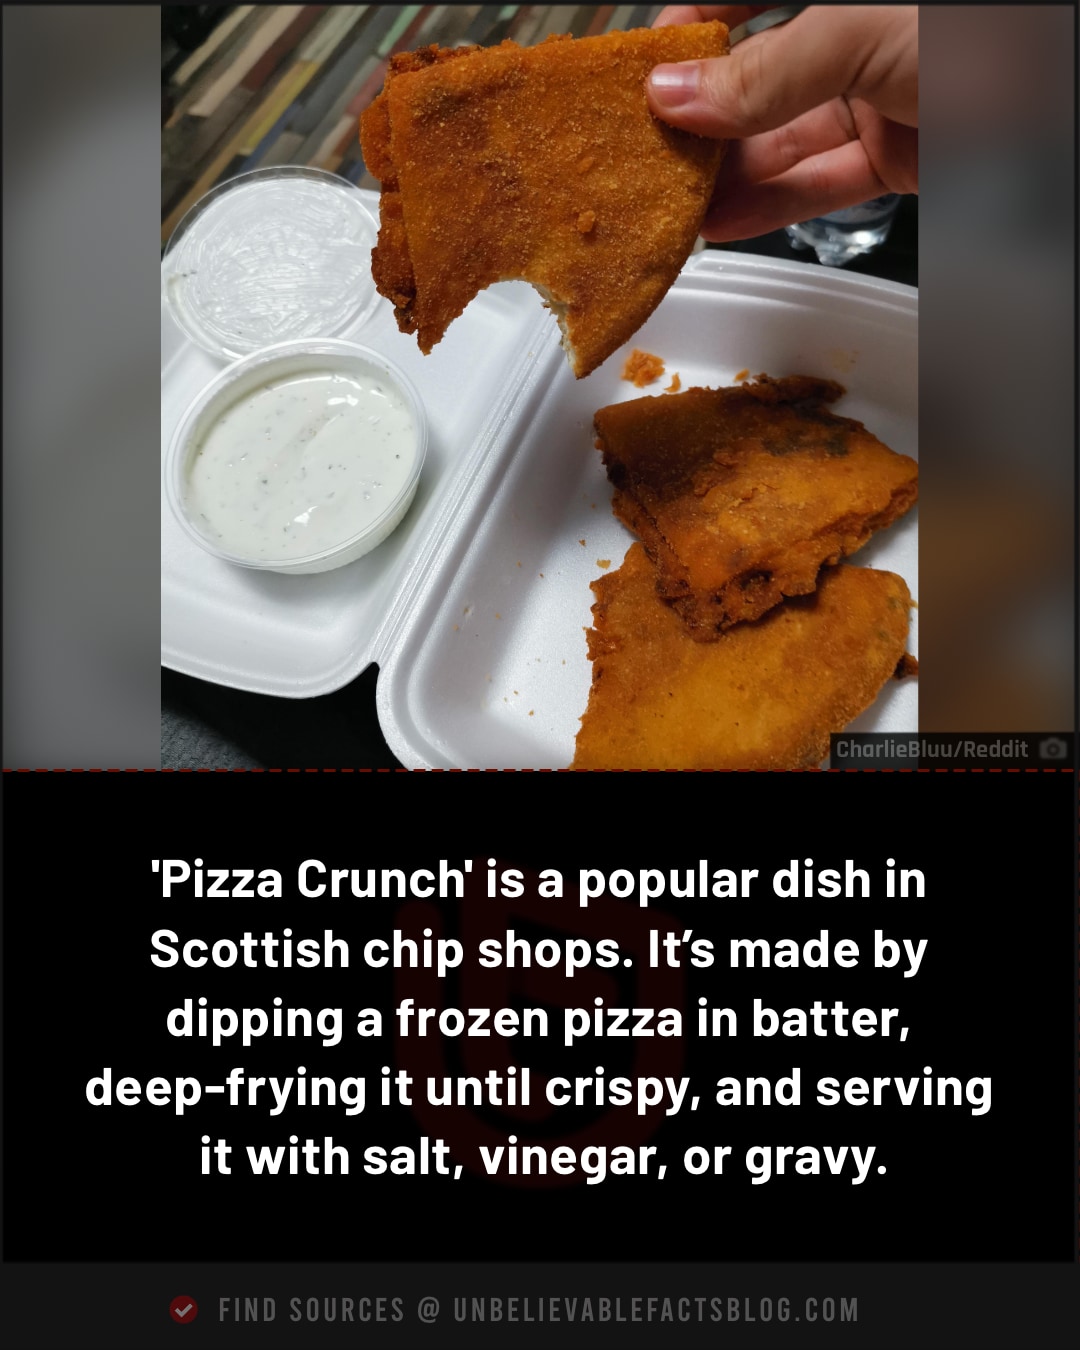 CharlieBluu/Reddit
'Pizza Crunch' is a popular dish in
Scottish chip shops. It’s made by
dipping a frozen pizza in batter,
deep-frying it until crispy, and serving
it with salt, vinegar, or gravy.
FIND SOURCES @ UNBELIEVABLEFACTSBLOG.COM